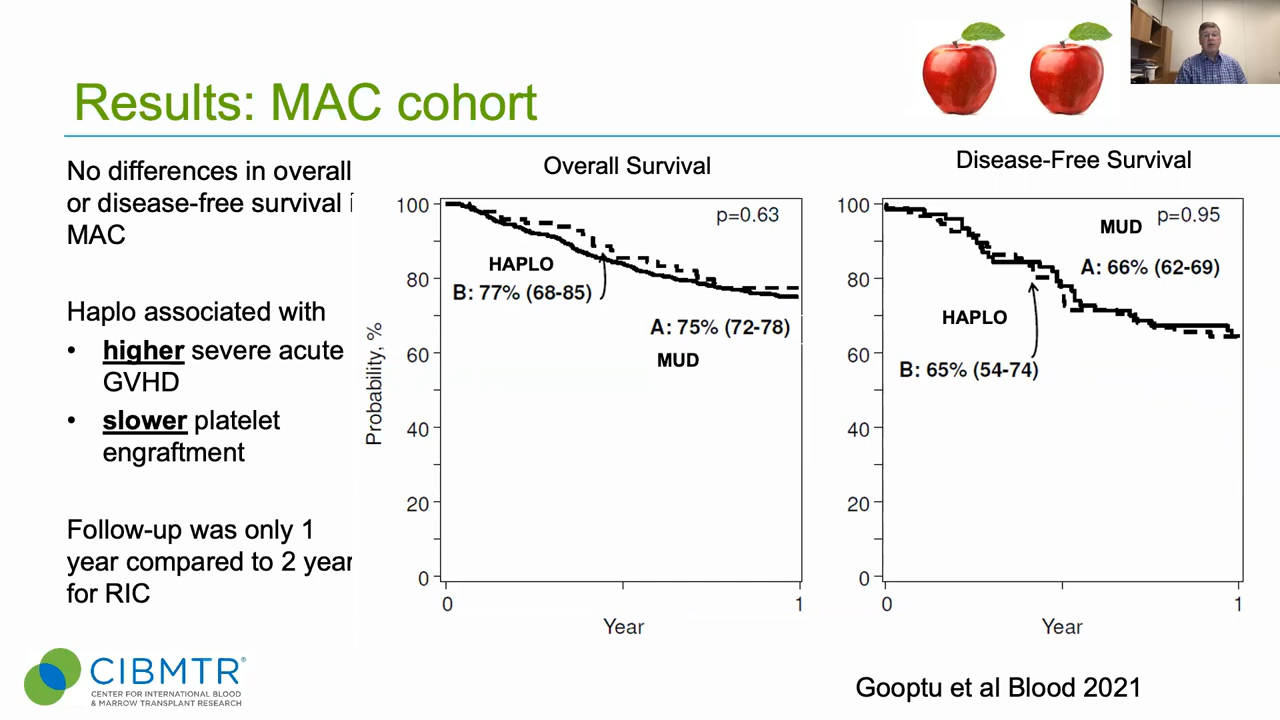 Results: MAC cohort
No differences in overall
or disease-free survival i
MAC
Haplo associated with
• higher severe acute
GVHD
• slower platelet
engraftment
Follow-up was only 1
year compared to 2 year
for RIC
Overall Survival
Probability, %
100
80
60
40
20
0
p=0.63
HAPLO
B: 77% (68-85)
A: 75% (72-78)
MUD
0
1
Year
Disease-Free Survival
100
80
60
40
20
0
MUD p=0.95
A: 66% (62-69)
HAPLO
B: 65% (54-74)
0
1
Year
CIBMTR®
CENTER FOR INTERNATIONAL BLOOD
& MARROW TRANSPLANT RESEARCH
Gooptu et al Blood 2021